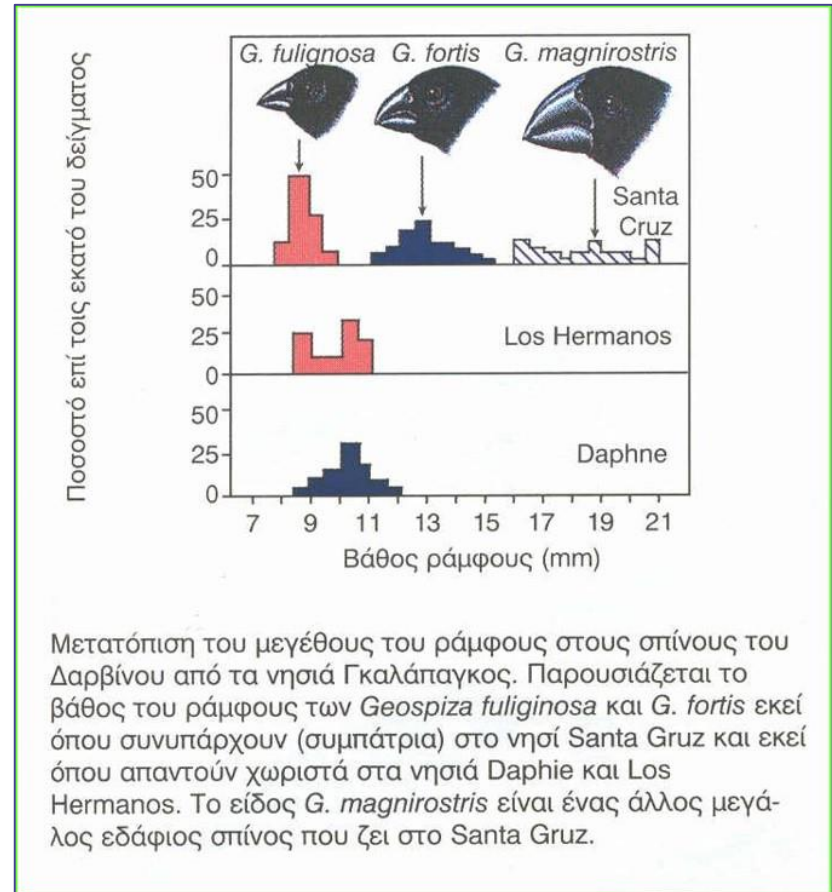 G. fulignosa G. fortis G. magnirostris
Ποσοστό επί τοις εκατό του δείγματος
50
25
0
Santa
Cruz
50
25
0
Los Hermanos
50
25
0
Daphne
7 9 11 13 15 17 19 21
Βάθος ράμφους (mm)
Μετατόπιση του μεγέθους του ράμφους στους σπίνους του
Δαρβίνου από τα νησιά Γκαλάπαγκος. Παρουσιάζεται το
βάθος του ράμφους των Geospiza fuliginosa και G. fortis εκεί
όπου συνυπάρχουν (συμπάτρια) στο νησί Santa Gruz και εκεί
όπου απαντούν χωριστά στα νησιά Daphie και Los
Hermanos. Το είδος G. magnirostris είναι ένας άλλος μεγά-
λος εδάφιος σπίνος που ζει στο Santa Gruz.